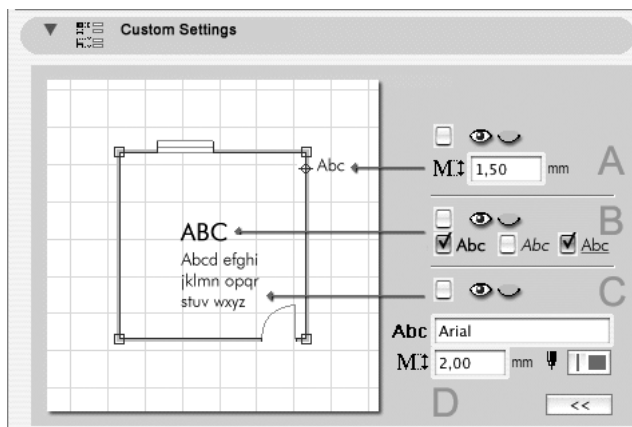 Custom Settings
Abc
M 1,50 mm
A
ABC
Abcd efghi
jklmn opqr
stuv wxyz
B
Abc Abc Abc
C
Abc Arial
M 2,00 mm
D
<<